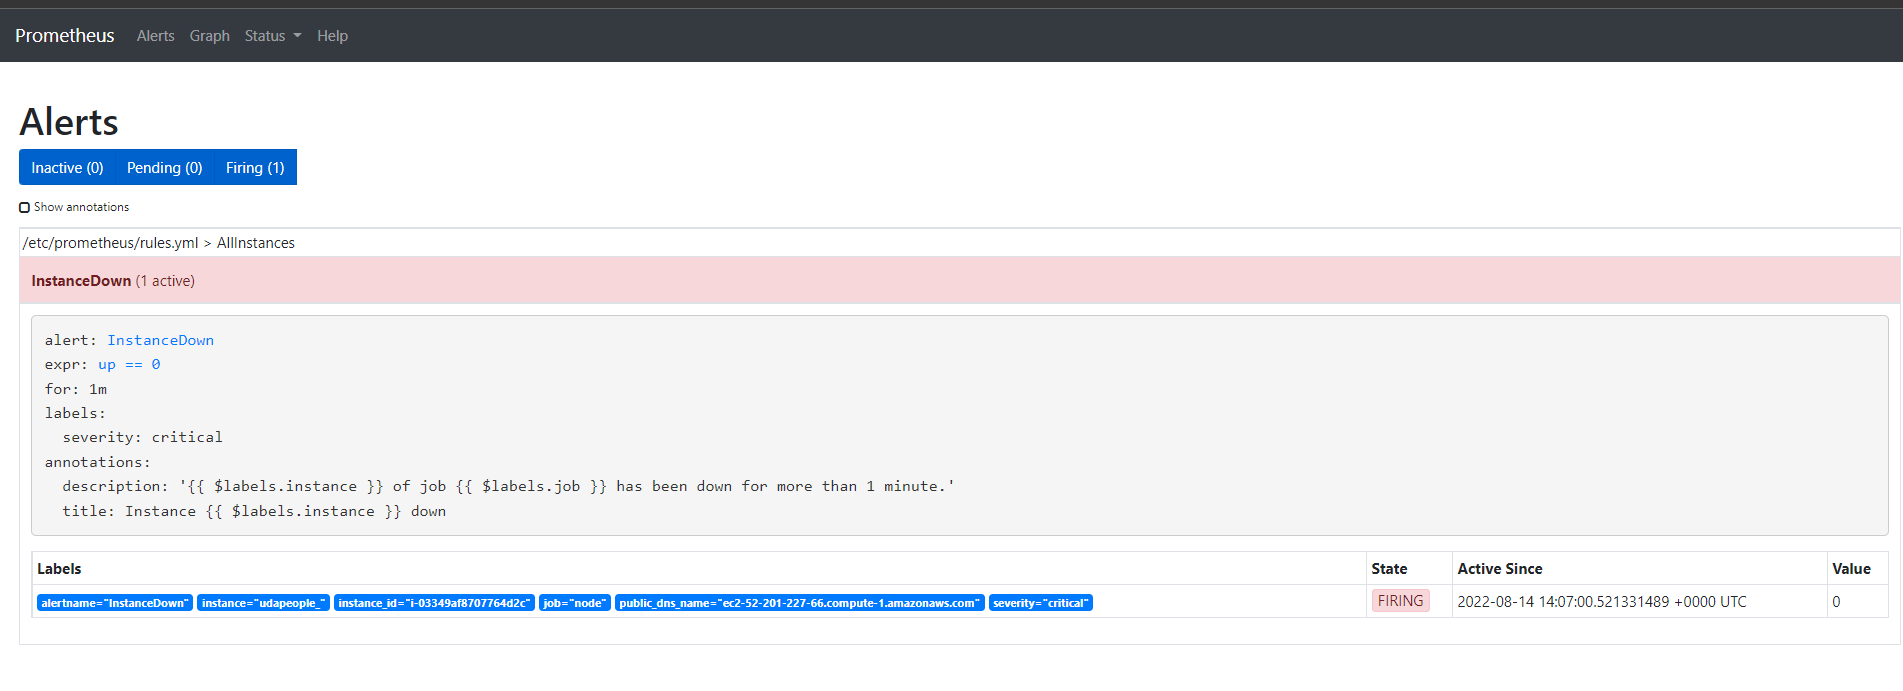 Prometheus Alerts Graph Status Help
Alerts
Inactive (0) Pending (0) Firing (1)
Show annotations
/etc/prometheus/rules.yml > AllInstances
InstanceDown (1 active)
alert: InstanceDown
expr: up == 0
for: 1m
labels:
severity: critical
annotations:
description: '{{ $labels.instance }} of job {{ $labels.job }} has been down for more than 1 minute.'
title: Instance {{ $labels.instance }} down
Labels State Active Since Value
alertname="InstanceDown" instance="udapeople_" instance_id="i-03349af8707764d2c" job="node" public_dns_name="ec2-52-201-227-66.compute-1.amazonaws.com" severity="critical" FIRING 2022-08-14 14:07:00.521331489 +0000 UTC 0